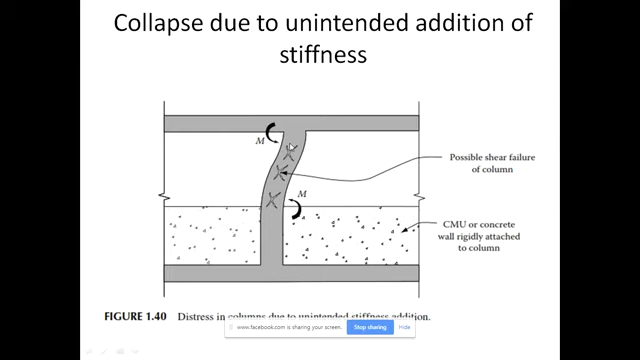 Collapse due to unintended addition of
stiffness
M
Possible shear failure
of column
M
CMU or concrete
wall rigidly attached
to column
FIGURE 1.40 Distress in columns due to unintended stiffness addition.
www.facebook.com is sharing your screen.
Stop sharing
Hide